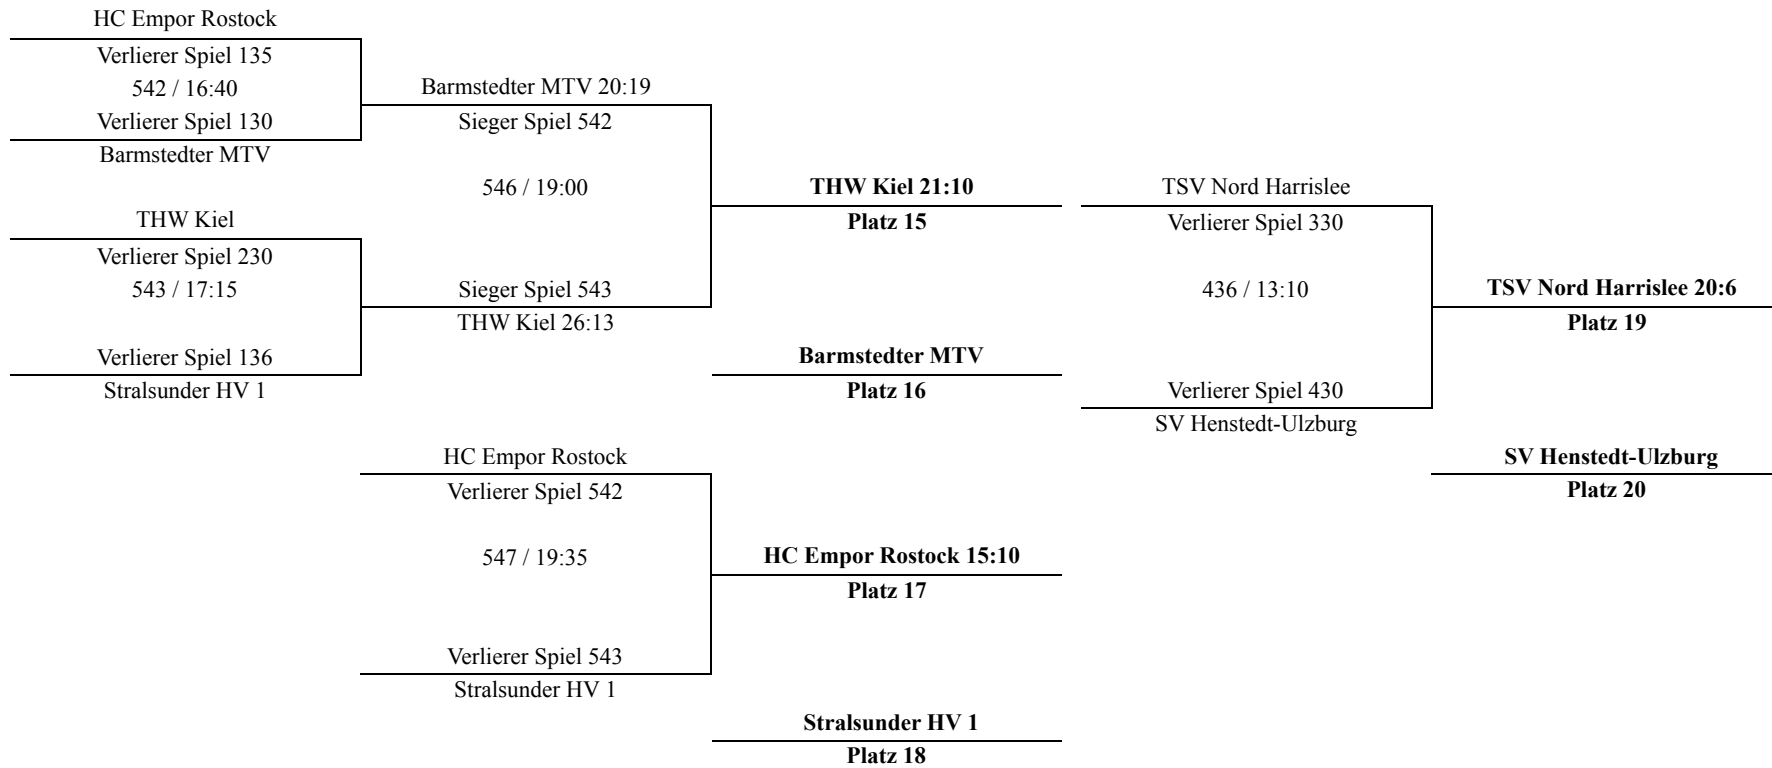 HC Empor Rostock
Verlierer Spiel 135
542 / 16:40
Verlierer Spiel 130
Barmstedter MTV
THW Kiel
Verlierer Spiel 230
543 / 17:15
Verlierer Spiel 136
Stralsunder HV 1
Barmstedter MTV 20:19
Sieger Spiel 542
546 / 19:00
Sieger Spiel 543
THW Kiel 26:13
HC Empor Rostock
Verlierer Spiel 542
547 / 19:35
Verlierer Spiel 543
Stralsunder HV 1
THW Kiel 21:10
Platz 15
Barmstedter MTV
Platz 16
HC Empor Rostock 15:10
Platz 17
Stralsunder HV 1
Platz 18
TSV Nord Harrislee
Verlierer Spiel 330
436 / 13:10
Verlierer Spiel 430
SV Henstedt-Ulzburg
TSV Nord Harrislee 20:6
Platz 19
SV Henstedt-Ulzburg
Platz 20